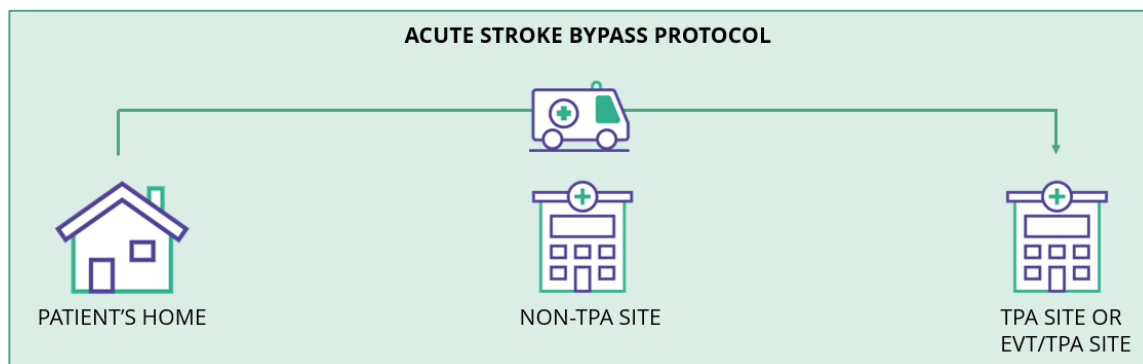 ACUTE STROKE BYPASS PROTOCOL
PATIENT’S HOME
NON-TPA SITE
TPA SITE OR
EVT/TPA SITE